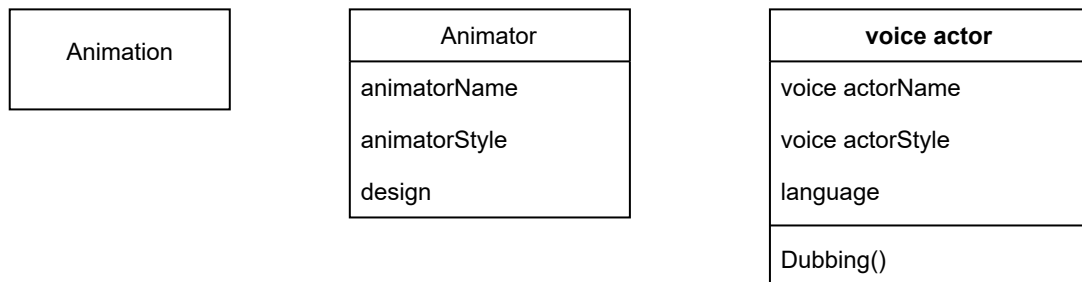 Animation
Animator
animatorName
animatorStyle
design
voice actor
voice actorName
voice actorStyle
language
Dubbing()